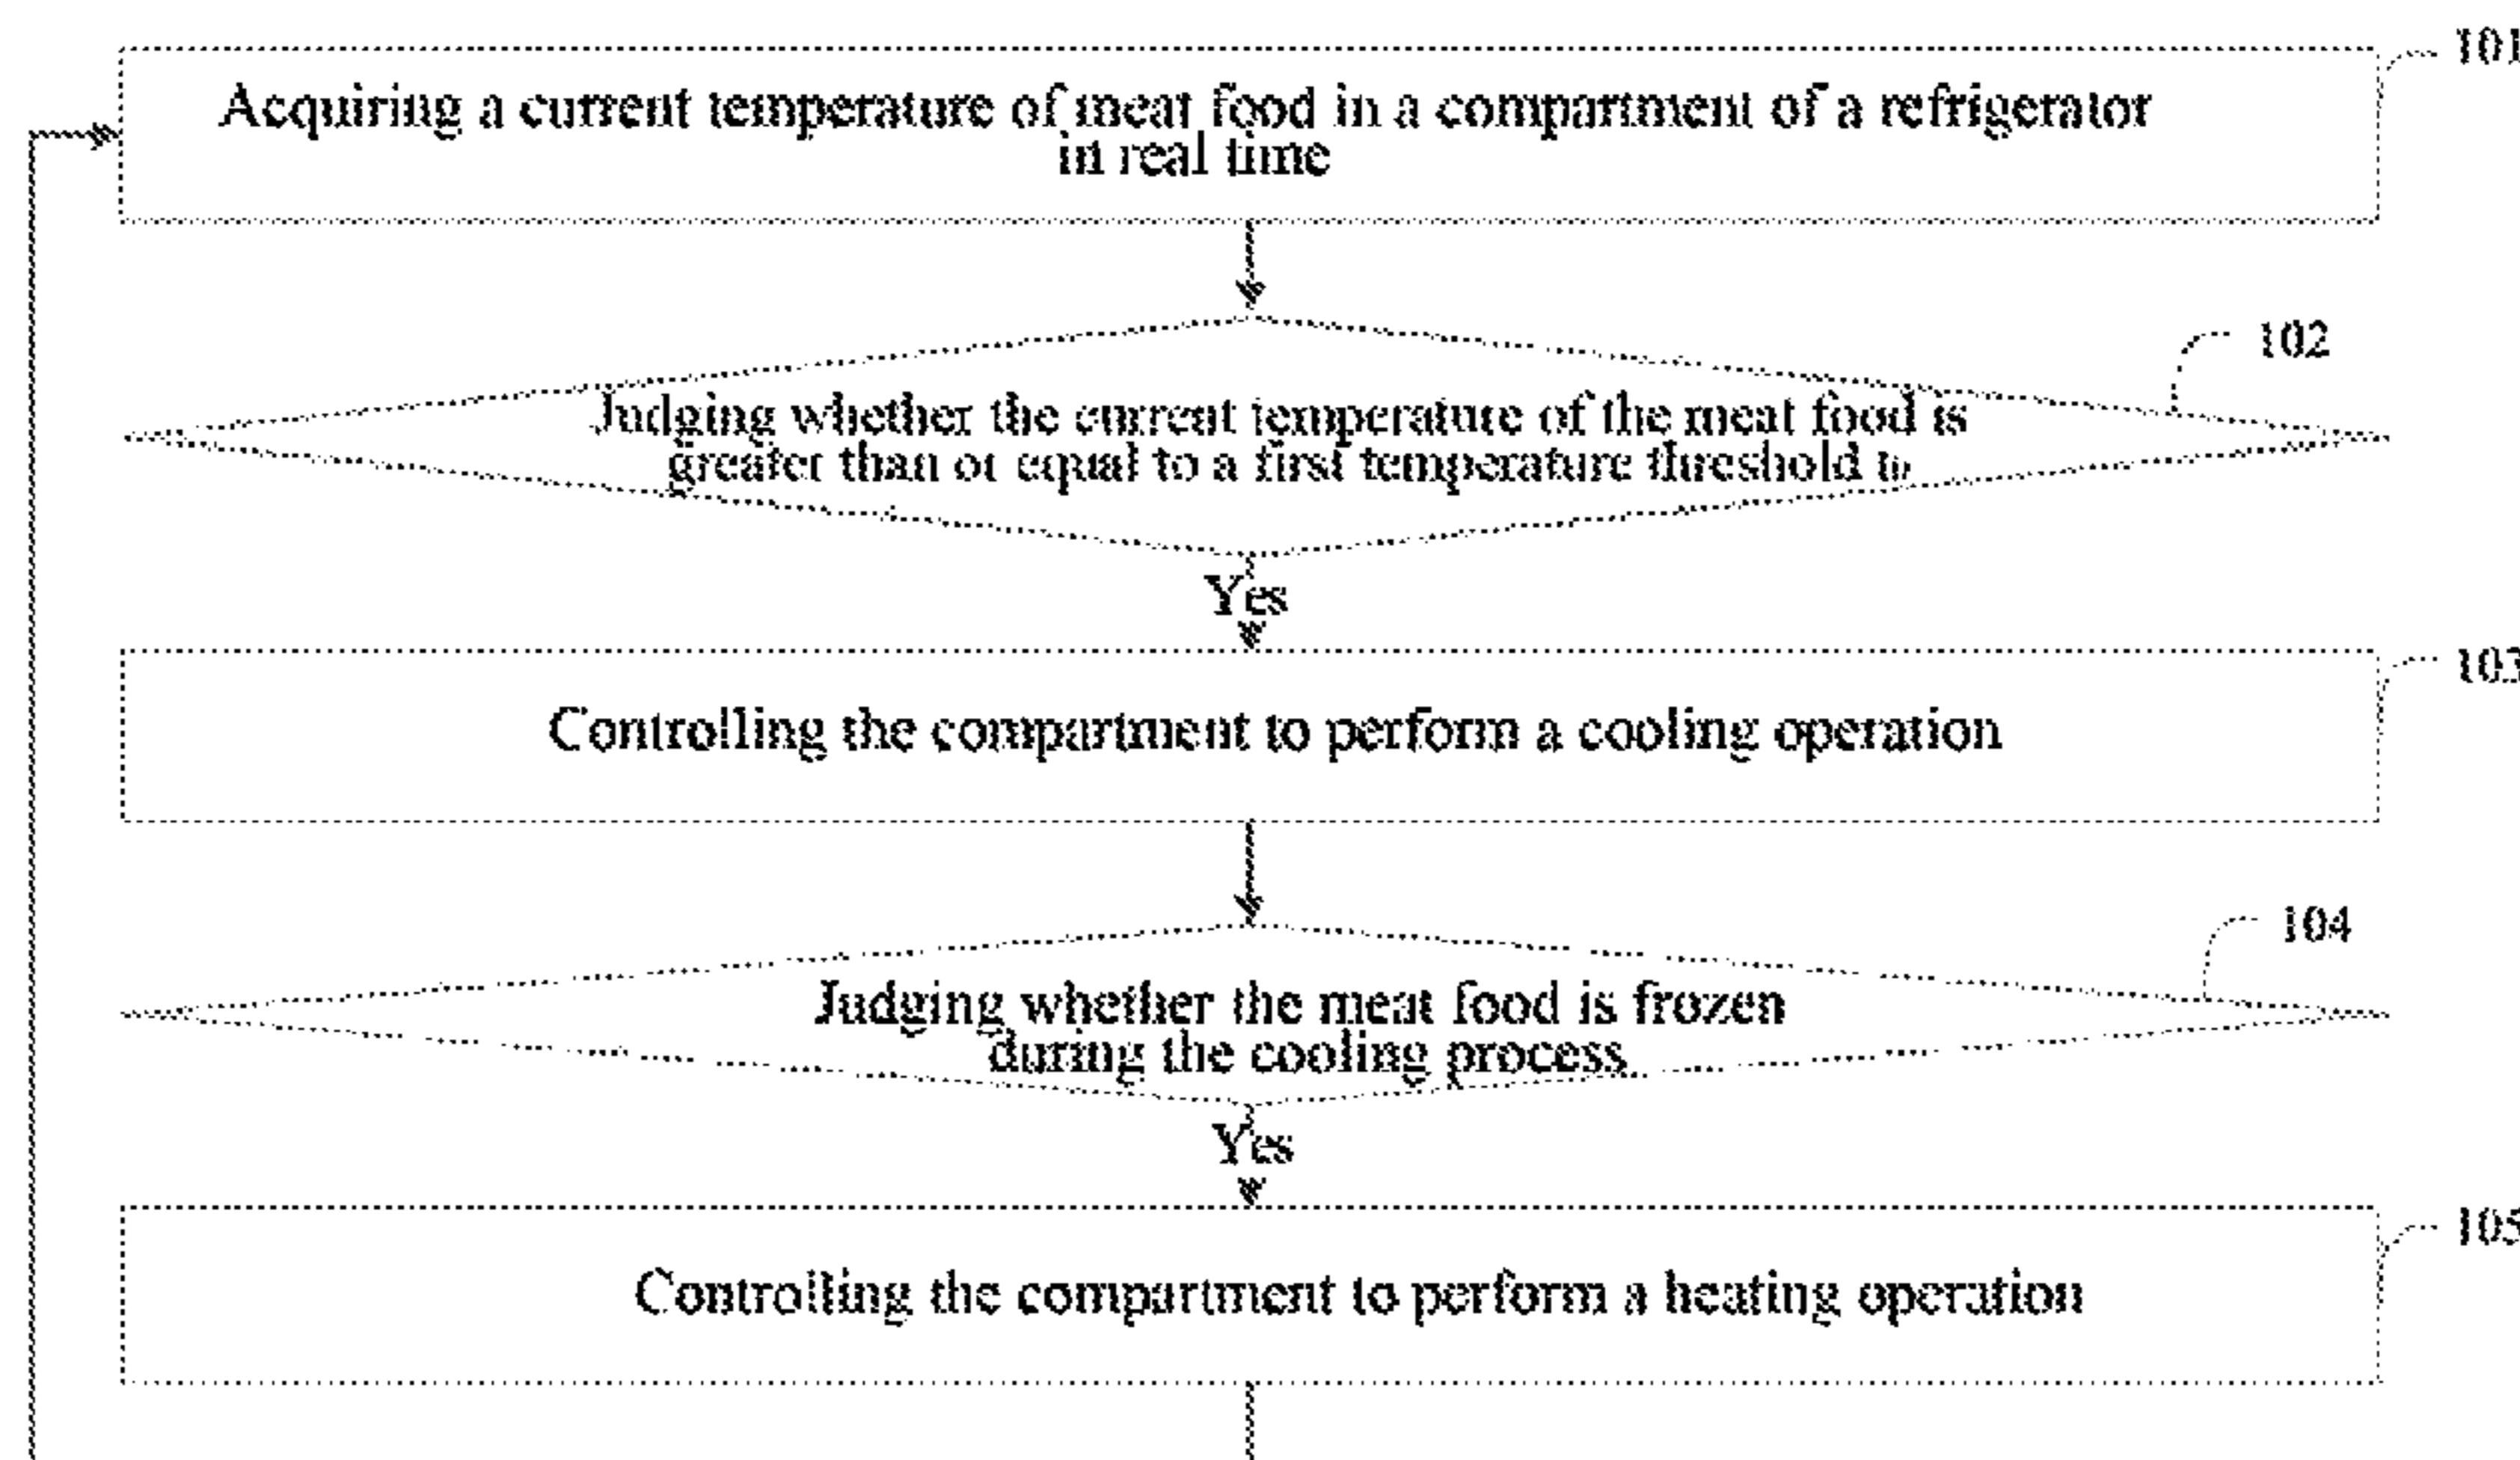 101
Acquiring a current temperature of meat food in a compartment of a refrigerator
in real time
102
Judging whether the current temperature of the meat food is
greater than or equal to a first temperature threshold t₀
Yes
103
Controlling the compartment to perform a cooling operation
104
Judging whether the meat food is frozen
during the cooling process
Yes
105
Controlling the compartment to perform a heating operation